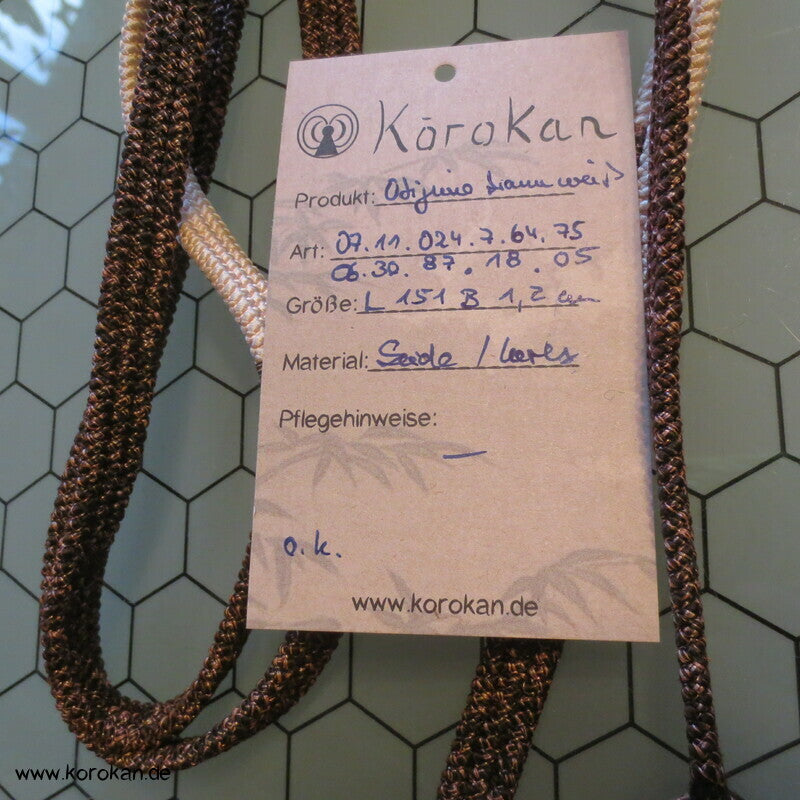 KōroKan
Produkt: Obijime braun weiß
Art: 07.11.024.7.64.75
06.30.87.18.05
Größe: L 151 B 1,2 cm
Material: Seide /
Pflegehinweise:
—
o.k.
www.korokan.de
www.korokan.de